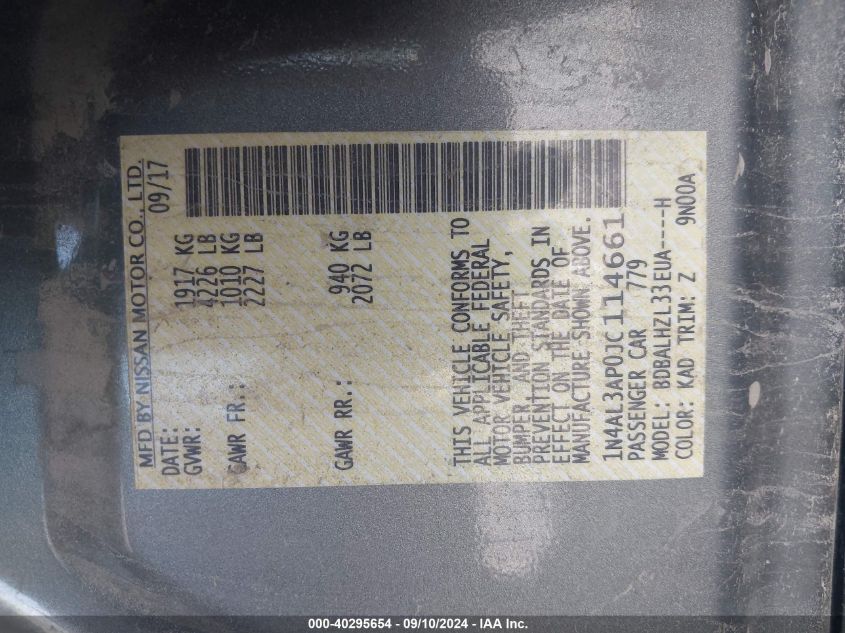 MFD BY NISSAN MOTOR CO., LTD.
DATE: 09/17
GVWR: 1917 KG
4226 LB
GAWR FR.: 1010 KG
2227 LB
GAWR RR.: 940 KG
2072 LB
THIS VEHICLE CONFORMS TO
ALL APPLICABLE FEDERAL
MOTOR VEHICLE SAFETY,
BUMPER AND THEFT
PREVENTION STANDARDS IN
EFFECT ON THE DATE OF
MANUFACTURE SHOWN ABOVE.
1N4AL3AP0JC114661
PASSENGER CAR 779
MODEL: BDBALHZL33EUA----H
COLOR: KAD TRIM: Z 9N00A
000-40295654 - 09/10/2024 - IAA Inc.